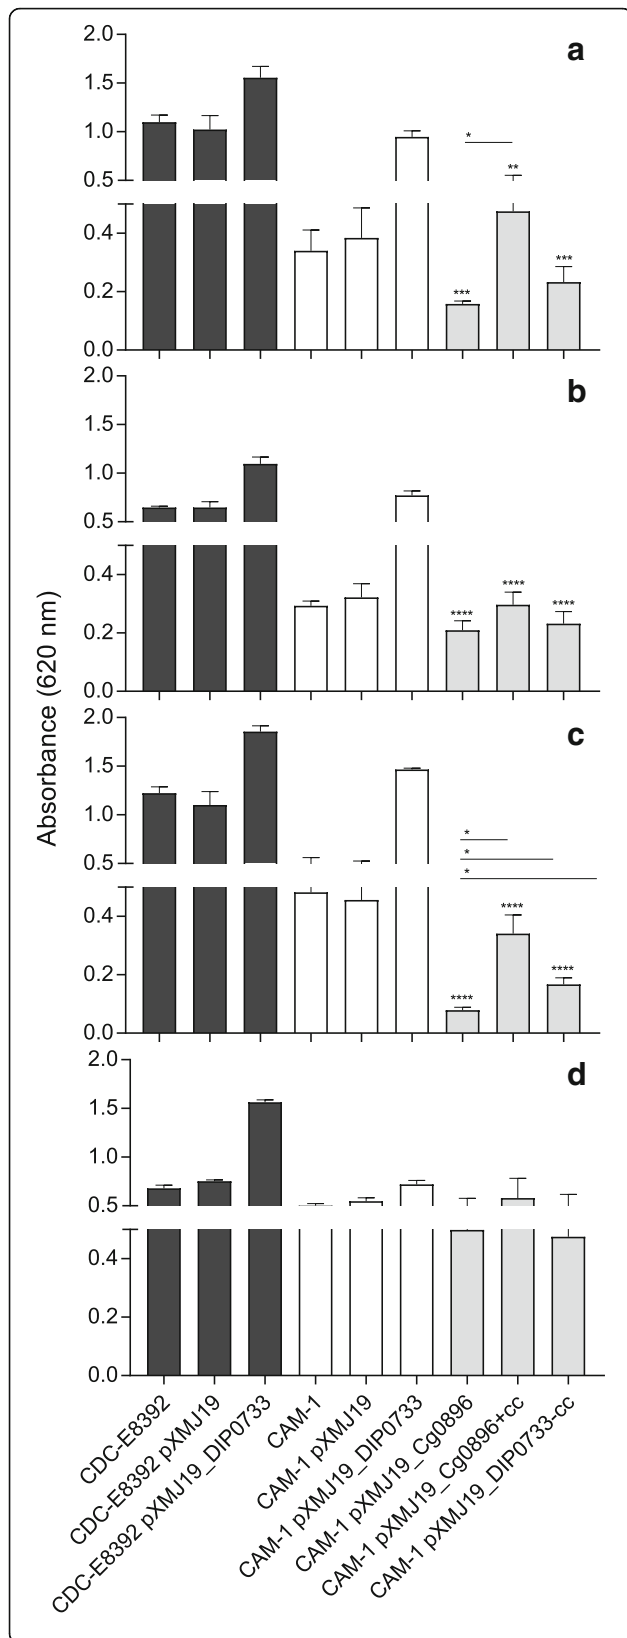 2.0
a
1.5
1.0
*
**
0.5
0.4
***
0.2
***
0.0
2.0
b
1.5
1.0
0.5
0.4
****
****
****
0.2
0.0
Absorbance (620 nm)
2.0
c
1.5
1.0
*
*
0.5
*
0.4
****
0.2
****
****
0.0
2.0
d
1.5
1.0
0.5
0.4
0.2
0.0
CDC-E8392
CDC-E8392 pXMJ19
CDC-E8392 pXMJ19_DIP0733
CAM-1
CAM-1 pXMJ19
CAM-1 pXMJ19_DIP0733
CAM-1 pXMJ19_Cg0896
CAM-1 pXMJ19_Cg0896+cc
CAM-1 pXMJ19_DIP0733-cc